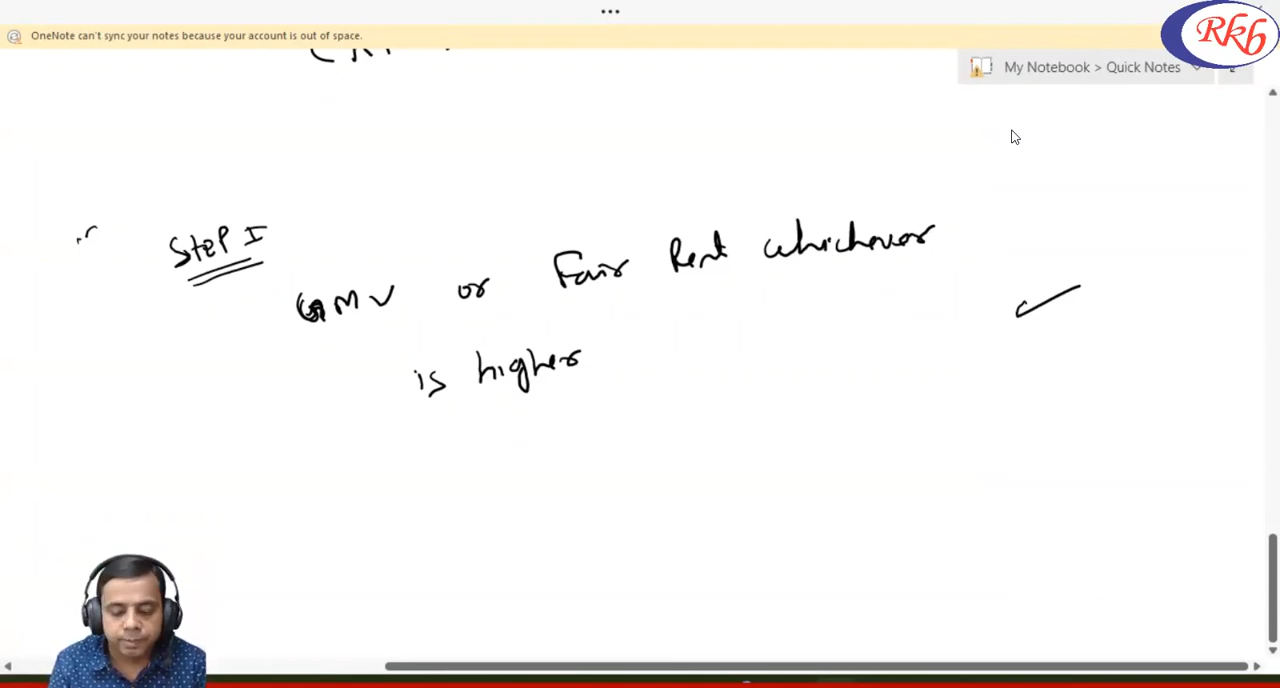 OneNote can't sync your notes because your account is out of space.
Rkb
My Notebook > Quick Notes
Step I
GMV or Fair Rent whichever
is higher